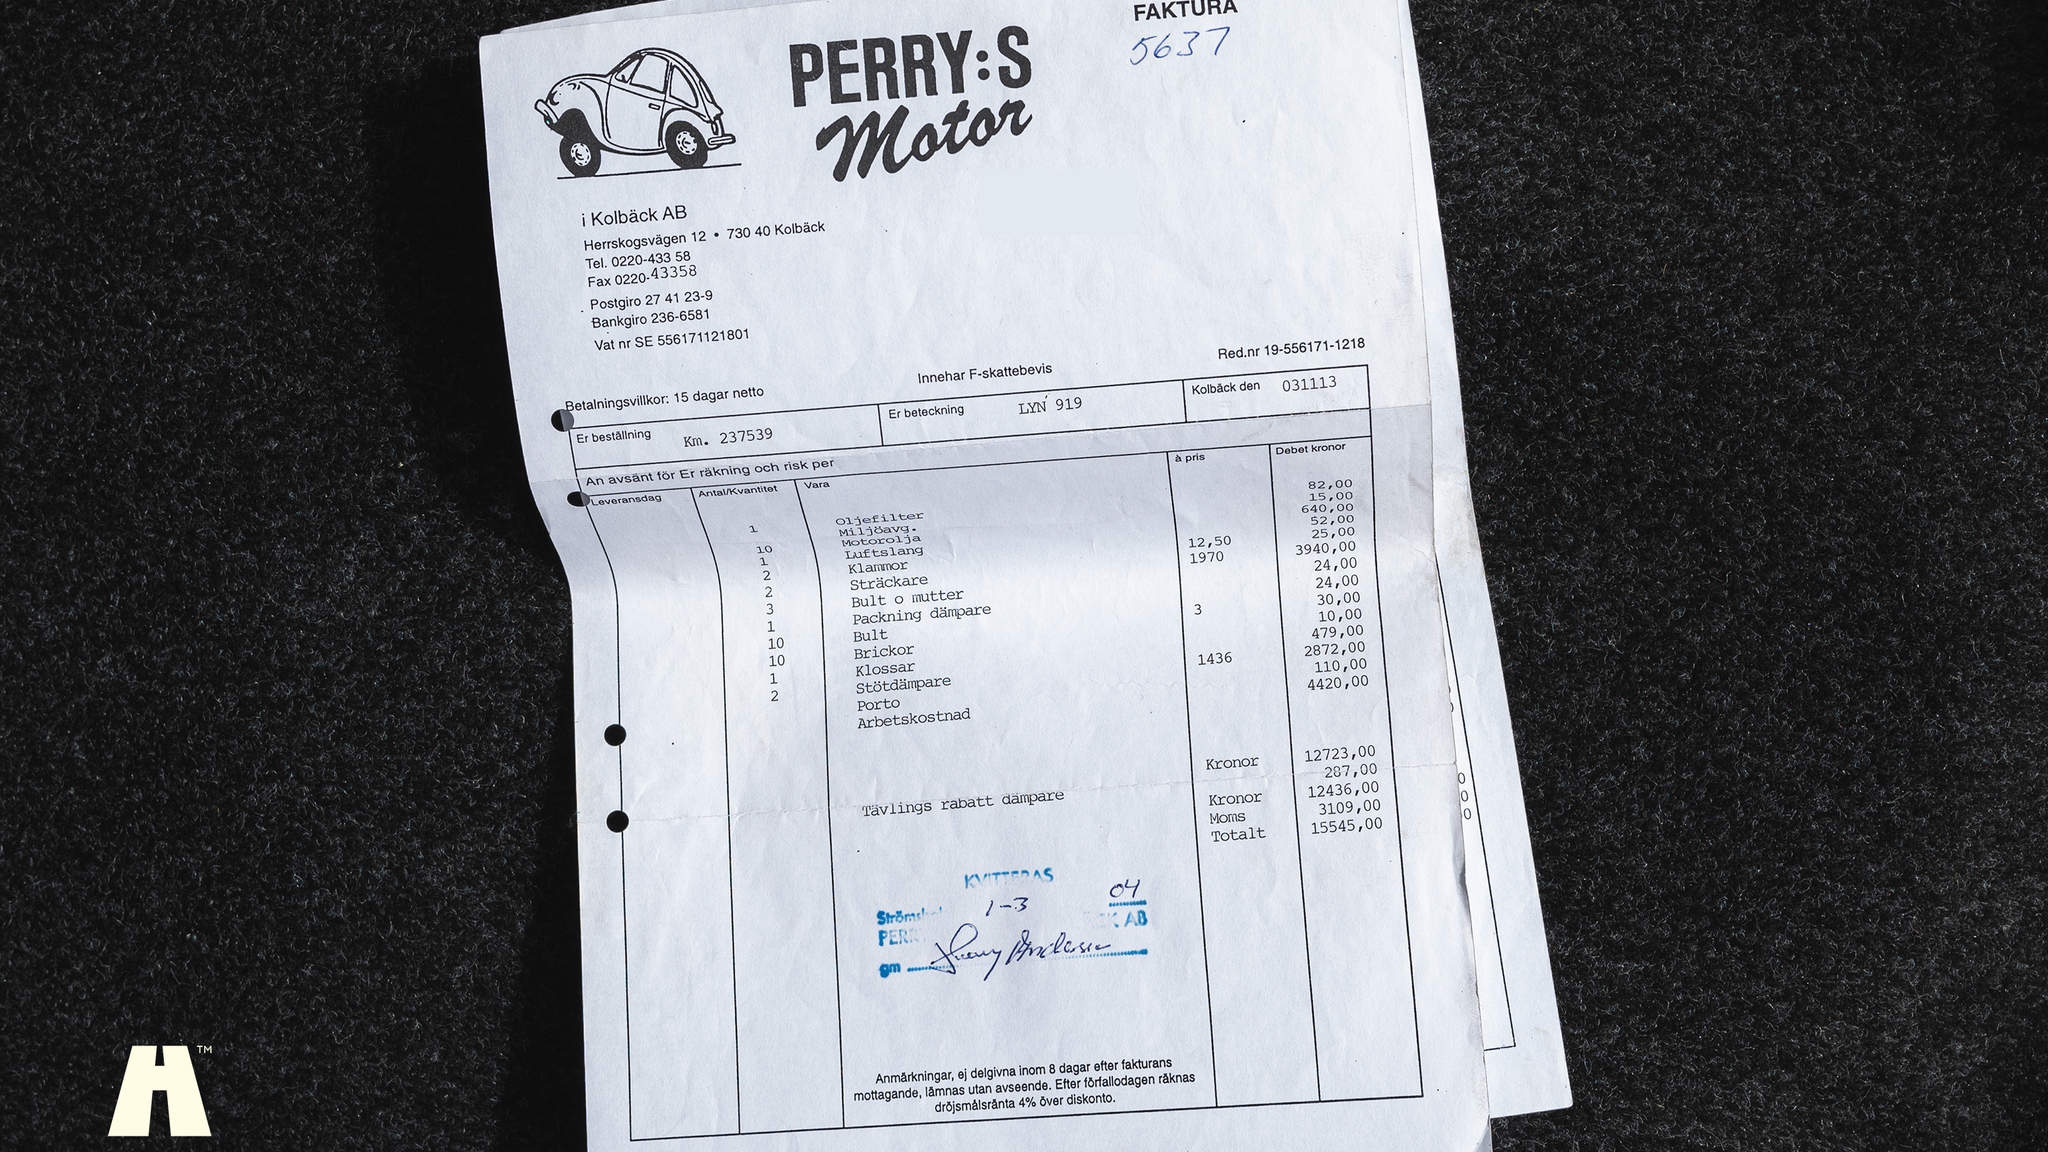 FAKTURA
5637
PERRY:S
Motor
i Kolbäck AB
Herrskogsvägen 12 • 730 40 Kolbäck
Tel. 0220-433 58
Fax 0220-43358
Postgiro 27 41 23-9
Bankgiro 236-6581
Vat nr SE 556171121801
Red.nr 19-556171-1218
Innehar F-skattebevis
Betalningsvillkor: 15 dagar netto
Er beställning Km. 237539 Er beteckning LYN 919 Kolbäck den 031113
An avsänt för Er räkning och risk per
Leveransdag Antal/Kvantitet Vara à pris Debet kronor
1 Oljefilter 82,00
Miljöavg. 15,00
10 Motorolja 640,00
1 Luftslang 52,00
2 Klammor 12,50 25,00
2 Sträckare 1970 3940,00
3 Bult o mutter 24,00
1 Packning dämpare 24,00
10 Bult 3 30,00
10 Brickor 10,00
1 Klossar 479,00
2 Stötdämpare 1436 2872,00
Porto 110,00
Arbetskostnad 4420,00
Kronor 12723,00
Tävlings rabatt dämpare 287,00
Kronor 12436,00
Moms 3109,00
Totalt 15545,00
KVITTERAS
1-3 04
PERR CK AB
gm
Anmärkningar, ej delgivna inom 8 dagar efter fakturans
mottagande, lämnas utan avseende. Efter förfallodagen räknas
dröjsmålsränta 4% över diskonto.
H™